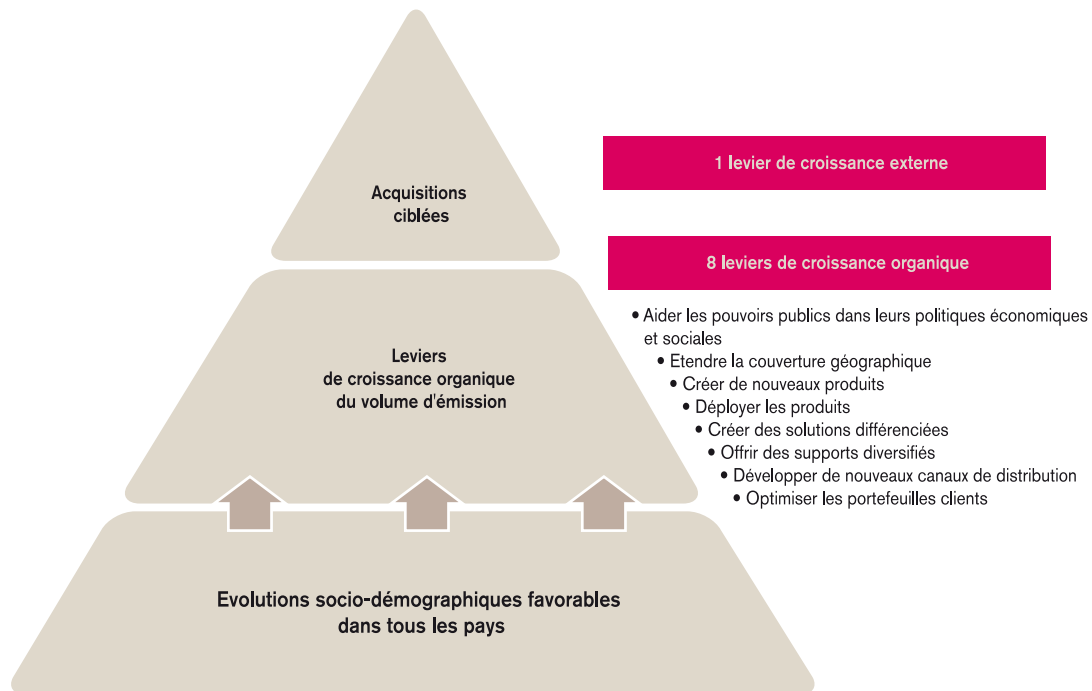 Acquisitions
ciblées
1 levier de croissance externe
8 leviers de croissance organique
Leviers
de croissance organique
du volume d'émission
• Aider les pouvoirs publics dans leurs politiques économiques
et sociales
• Etendre la couverture géographique
• Créer de nouveaux produits
• Déployer les produits
• Créer des solutions différenciées
• Offrir des supports diversifiés
• Développer de nouveaux canaux de distribution
• Optimiser les portefeuilles clients
Evolutions socio-démographiques favorables
dans tous les pays